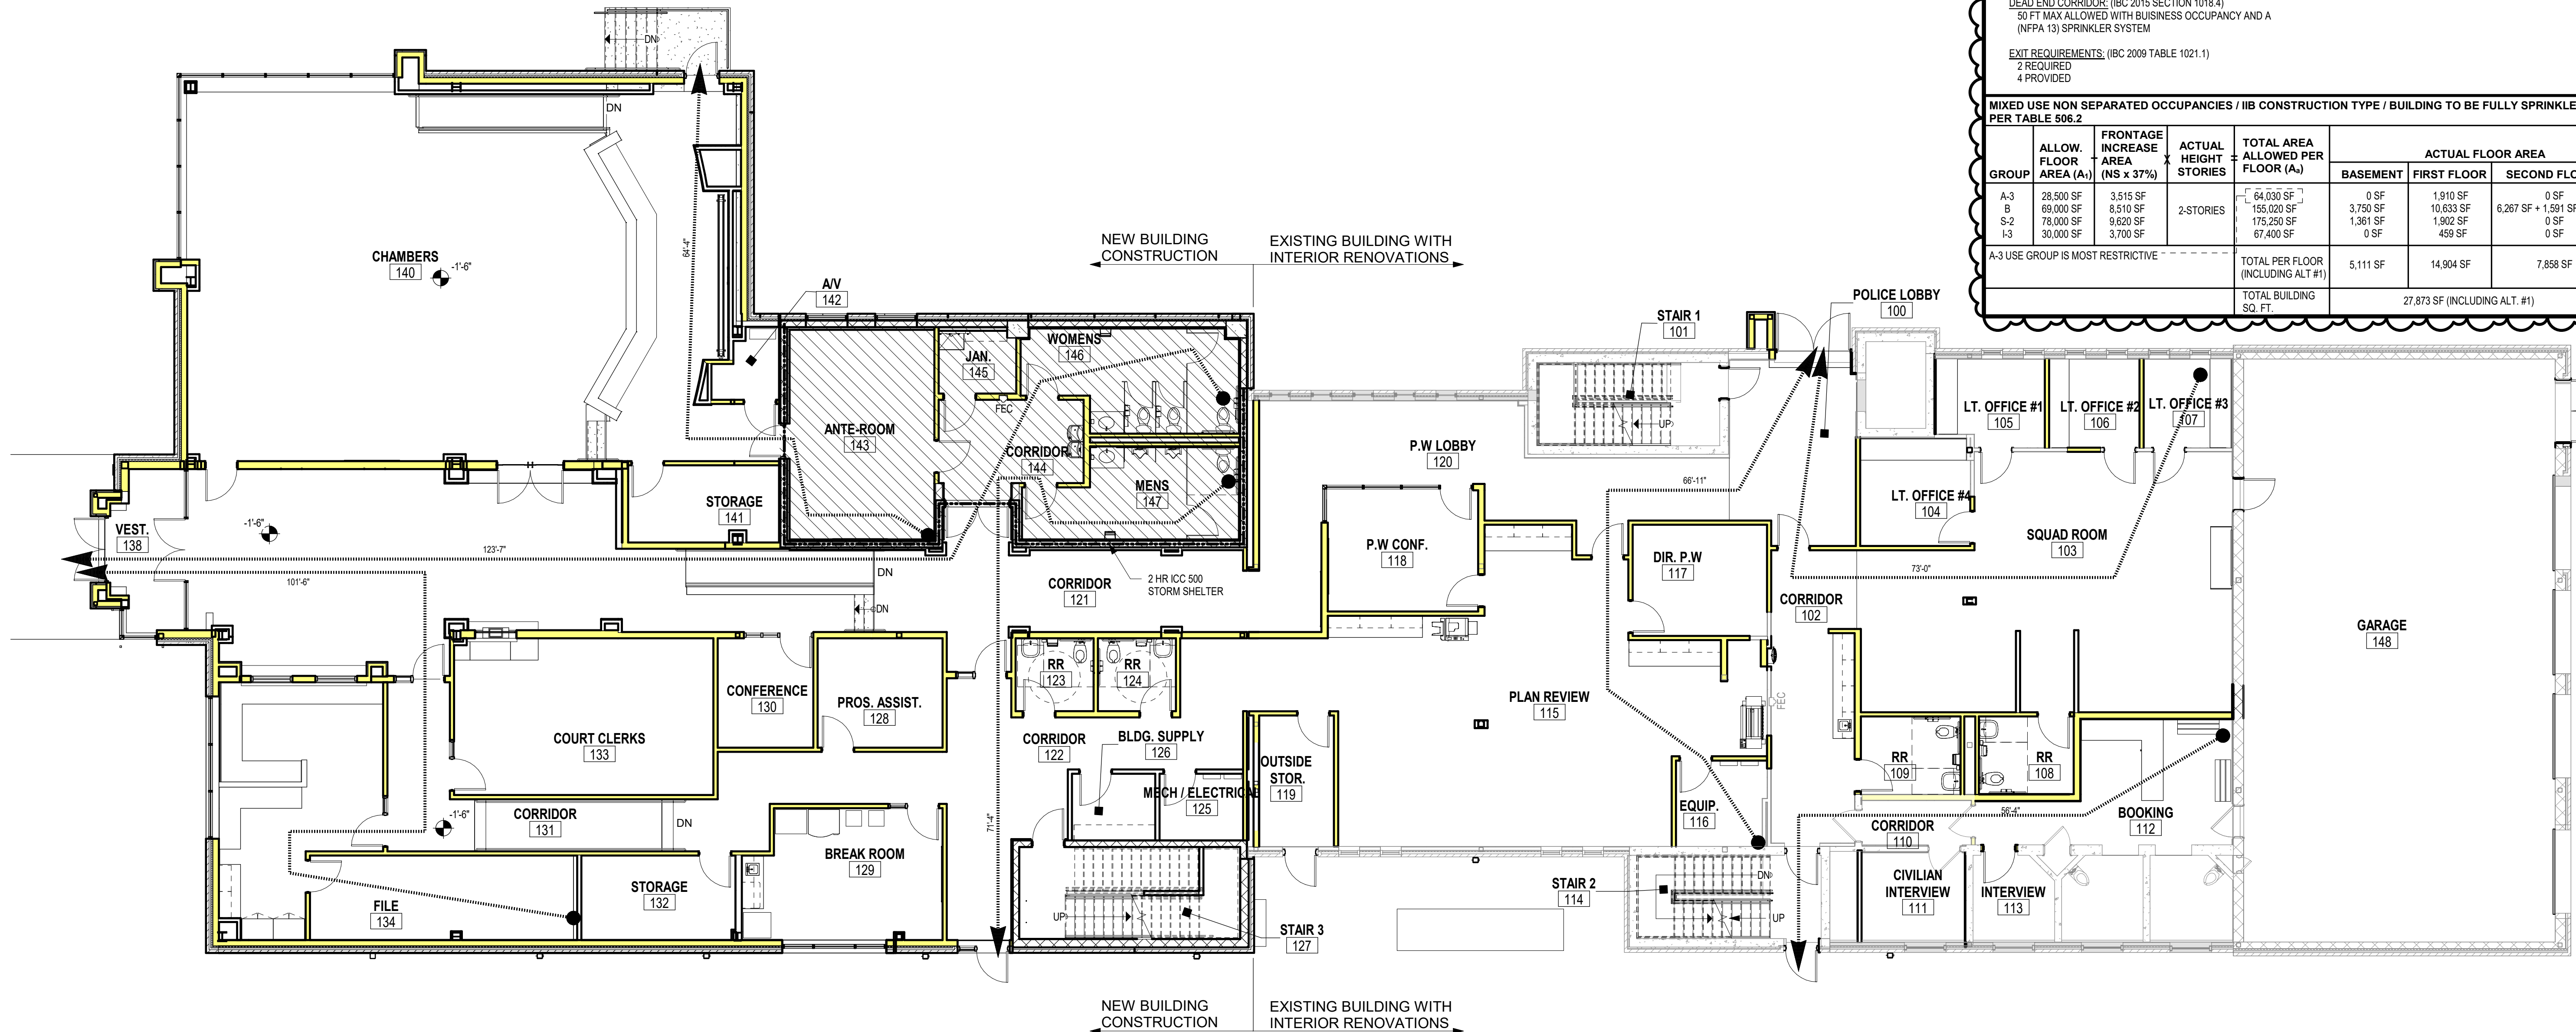 DEAD END CORRIDOR: (IBC 2015 SECTION 1018.4)
50 FT MAX ALLOWED WITH BUISINESS OCCUPANCY AND A
(NFPA 13) SPRINKLER SYSTEM
EXIT REQUIREMENTS: (IBC 2009 TABLE 1021.1)
2 REQUIRED
4 PROVIDED
MIXED USE NON SEPARATED OCCUPANCIES / IIB CONSTRUCTION TYPE / BUILDING TO BE FULLY SPRINKLE
PER TABLE 506.2
GROUP
ALLOW.
FLOOR
AREA (A₁)
FRONTAGE
INCREASE
AREA
(NS x 37%)
X
ACTUAL
HEIGHT
STORIES
=
TOTAL AREA
ALLOWED PER
FLOOR (Aₐ)
ACTUAL FLOOR AREA
BASEMENT FIRST FLOOR SECOND FLO
A-3 28,500 SF 3,515 SF 64,030 SF 0 SF 1,910 SF 0 SF
B 69,000 SF 8,510 SF 2-STORIES 155,020 SF 3,750 SF 10,633 SF 6,267 SF + 1,591 SF
S-2 78,000 SF 9,620 SF 175,250 SF 1,361 SF 1,902 SF 0 SF
I-3 30,000 SF 3,700 SF 67,400 SF 0 SF 459 SF 0 SF
A-3 USE GROUP IS MOST RESTRICTIVE
TOTAL PER FLOOR
(INCLUDING ALT #1)
5,111 SF 14,904 SF 7,858 SF
TOTAL BUILDING
SQ. FT.
27,873 SF (INCLUDING ALT. #1)
DN
DN
CHAMBERS
140
-1'-6"
64'-4"
NEW BUILDING
CONSTRUCTION
EXISTING BUILDING WITH
INTERIOR RENOVATIONS
A/V
142
POLICE LOBBY
100
STAIR 1
101
UP
WOMENS
146
JAN.
145
FEC
ANTE-ROOM
143
CORRIDOR
144
MENS
147
P.W LOBBY
120
LT. OFFICE #1
105
LT. OFFICE #2
106
LT. OFFICE #3
107
LT. OFFICE #4
104
66'-11"
STORAGE
141
VEST.
138
-1'-6"
123'-7"
101'-6"
DN
DN
CORRIDOR
121
2 HR ICC 500
STORM SHELTER
P.W CONF.
118
DIR. P.W
117
SQUAD ROOM
103
73'-0"
CORRIDOR
102
GARAGE
148
RR
123
RR
124
CONFERENCE
130
PROS. ASSIST.
128
COURT CLERKS
133
CORRIDOR
122
BLDG. SUPPLY
126
MECH / ELECTRICAL
125
OUTSIDE
STOR.
119
PLAN REVIEW
115
FEC
EQUIP.
116
RR
109
RR
108
56'-4"
BOOKING
112
CORRIDOR
110
CORRIDOR
131
-1'-6"
DN
71'-4"
BREAK ROOM
129
STORAGE
132
FILE
134
UP
STAIR 3
127
STAIR 2
114
DN
UP
CIVILIAN
INTERVIEW
111
INTERVIEW
113
NEW BUILDING
CONSTRUCTION
EXISTING BUILDING WITH
INTERIOR RENOVATIONS